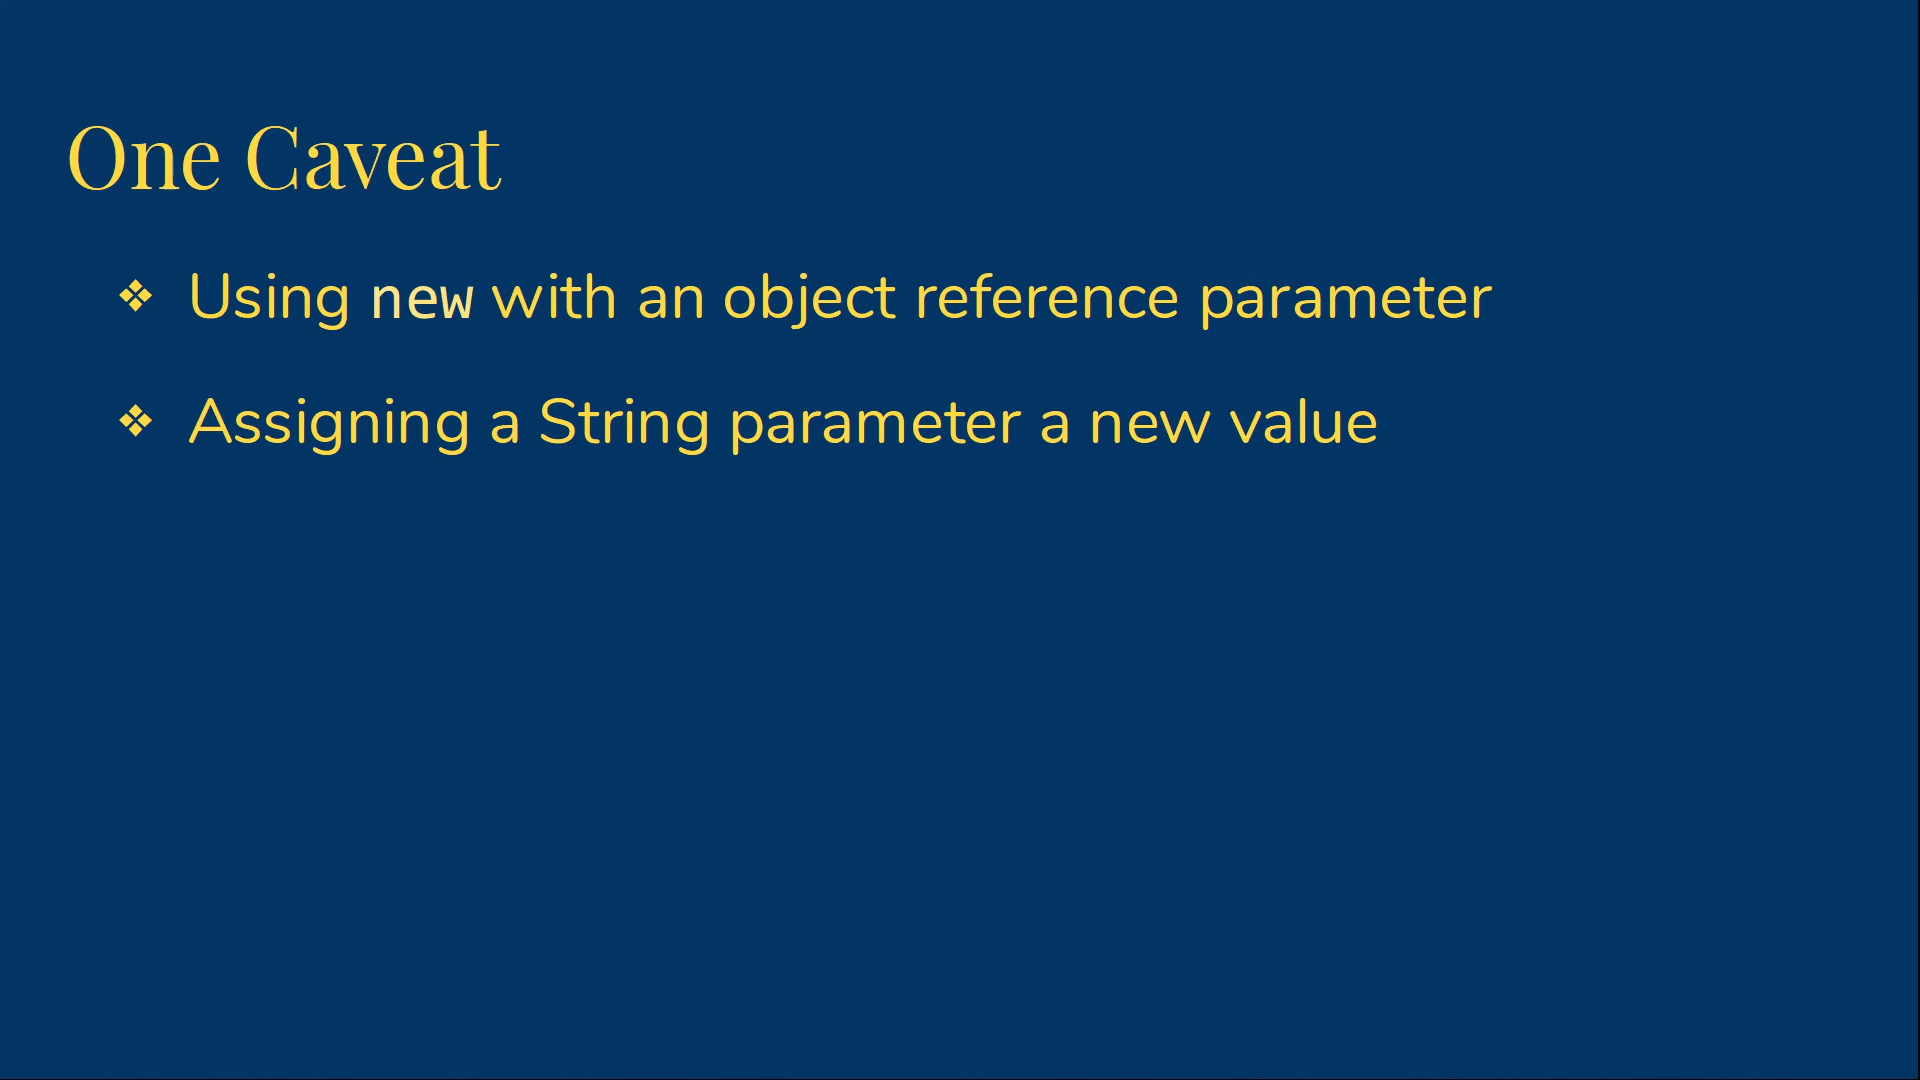 One Caveat
❖ Using new with an object reference parameter
❖ Assigning a String parameter a new value